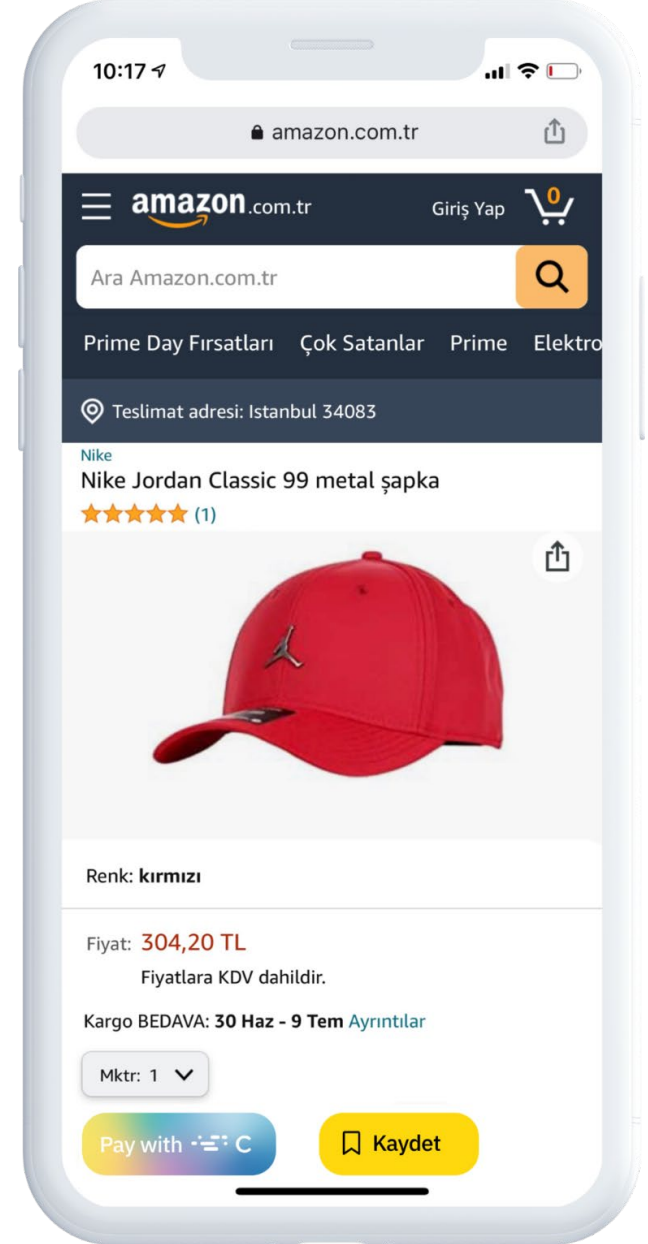 10:17
amazon.com.tr
amazon.com.tr
Giriş Yap
0
Ara Amazon.com.tr
Prime Day Fırsatları Çok Satanlar Prime Elektro
Teslimat adresi: Istanbul 34083
Nike
Nike Jordan Classic 99 metal şapka
(1)
Renk: kırmızı
Fiyat: 304,20 TL
Fiyatlara KDV dahildir.
Kargo BEDAVA: 30 Haz - 9 Tem Ayrıntılar
Mktr: 1
Pay with C
Kaydet